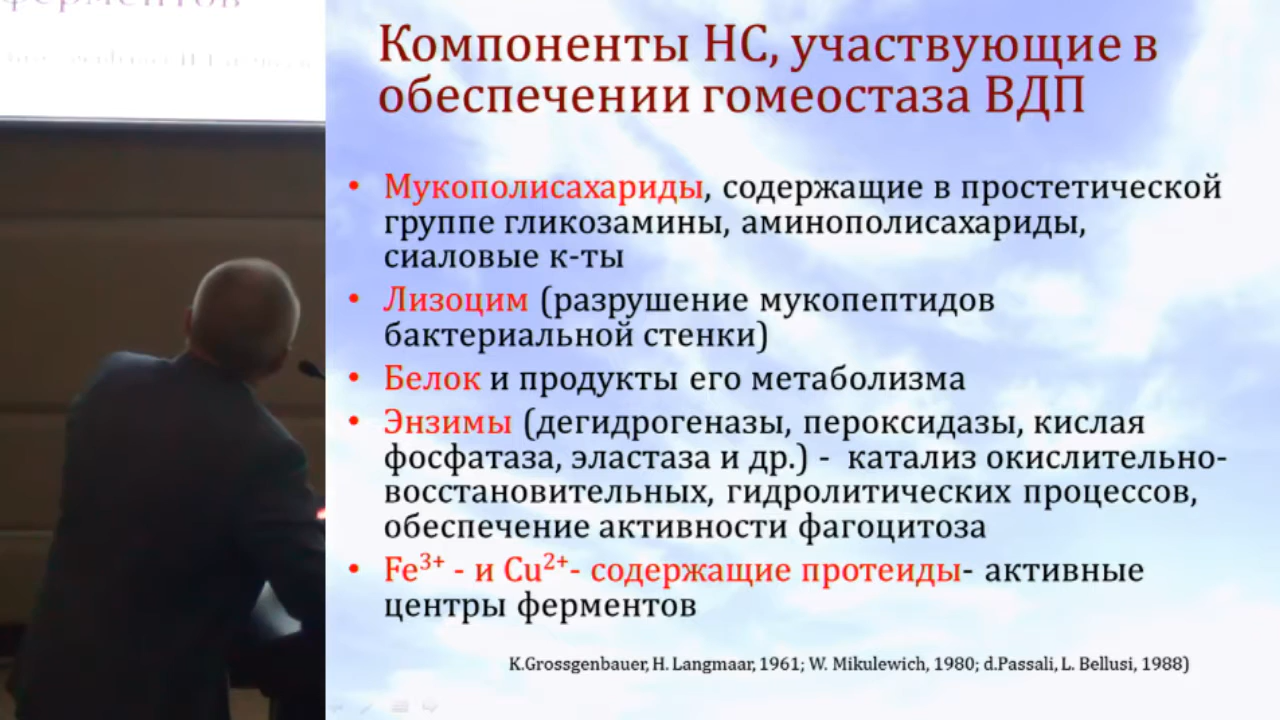 ферментов
Компоненты НС, участвующие в
обеспечении гомеостаза ВДП
• Мукополисахариды, содержащие в простетической
группе гликозамины, аминополисахариды,
сиаловые к-ты
• Лизоцим (разрушение мукопептидов
бактериальной стенки)
• Белок и продукты его метаболизма
• Энзимы (дегидрогеназы, пероксидазы, кислая
фосфатаза, эластаза и др.) - катализ окислительно-
восстановительных, гидролитических процессов,
обеспечение активности фагоцитоза
• Fe³⁺ - и Cu²⁺- содержащие протеиды- активные
центры ферментов
K.Grossgenbauer, H. Langmaar, 1961; W. Mikulewich, 1980; d.Passali, L. Bellusi, 1988)